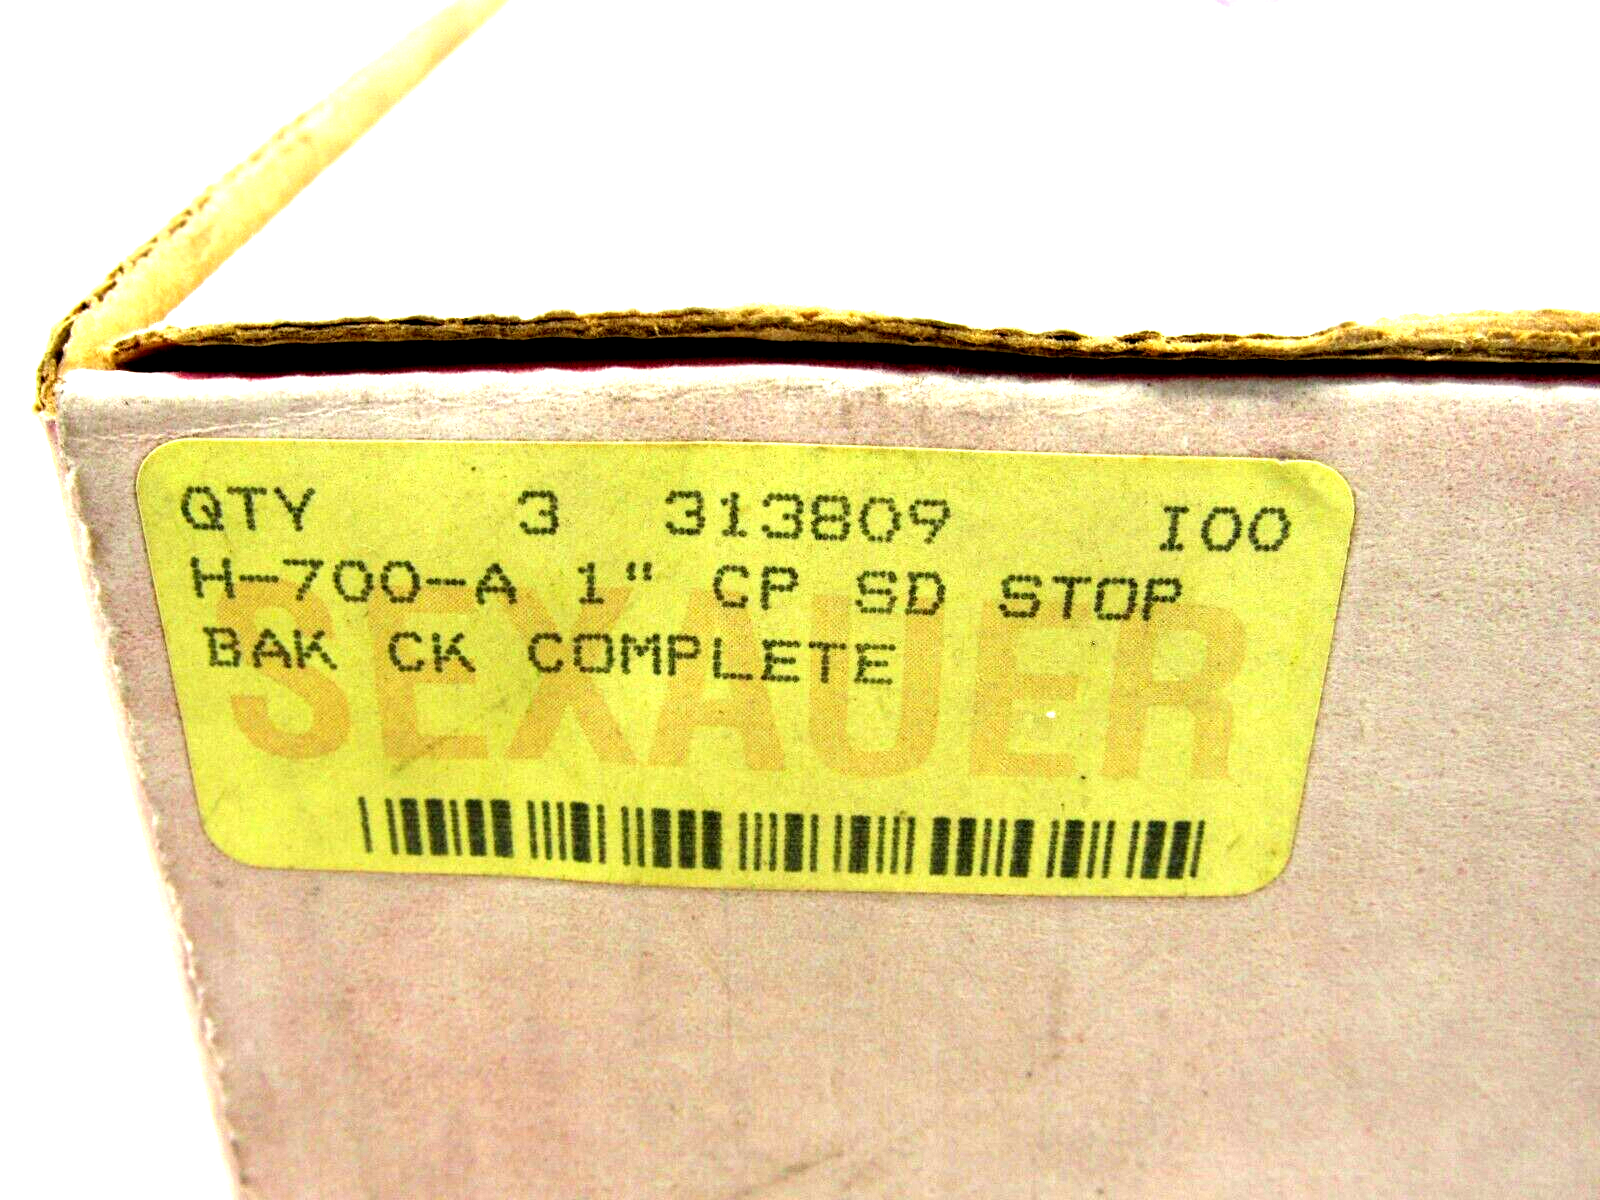 QTY 3 313809 I00
H-700-A 1" CP SD STOP
BAK CK COMPLETE
SEXAUER